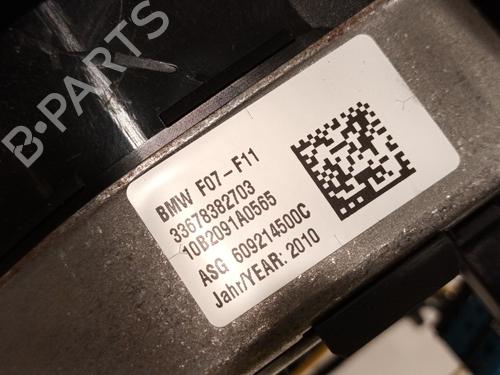 B-PARTS
BMW F07-F11
33678382703
10B2091A0565
ASG 609214500C
Jahr/YEAR: 2010